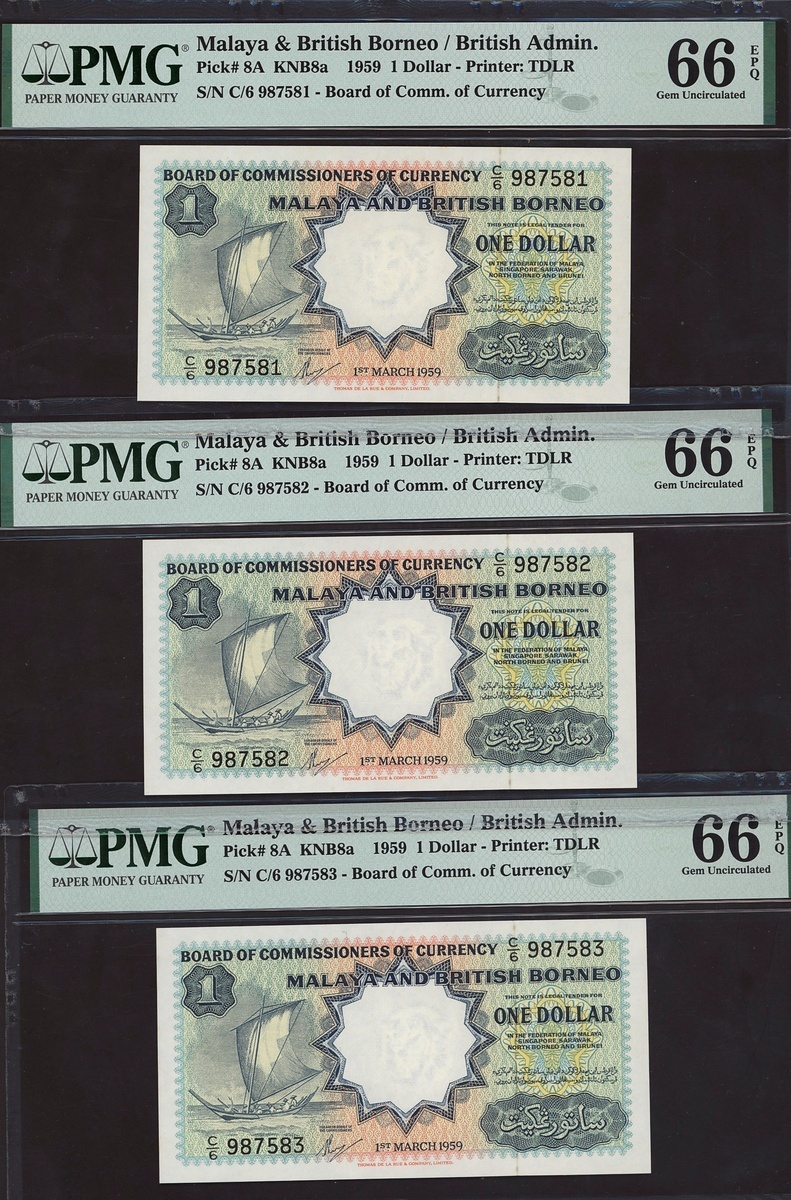 PMG®
PAPER MONEY GUARANTY
Malaya & British Borneo / British Admin.
Pick# 8A KNB8a 1959 1 Dollar - Printer: TDLR
S/N C/6 987581 - Board of Comm. of Currency
66 EPQ
Gem Uncirculated
BOARD OF COMMISSIONERS OF CURRENCY C/6 987581
1
MALAYA AND BRITISH BORNEO
THIS NOTE IS LEGAL TENDER FOR
ONE DOLLAR
IN THE FEDERATION OF MALAYA
SINGAPORE, SARAWAK,
NORTH BORNEO AND BRUNEI
ساتو رڠݢيت
C/6 987581
1ST MARCH 1959
THOMAS DE LA RUE & COMPANY, LIMITED.
PMG®
PAPER MONEY GUARANTY
Malaya & British Borneo / British Admin.
Pick# 8A KNB8a 1959 1 Dollar - Printer: TDLR
S/N C/6 987582 - Board of Comm. of Currency
66 EPQ
Gem Uncirculated
BOARD OF COMMISSIONERS OF CURRENCY C/6 987582
1
MALAYA AND BRITISH BORNEO
THIS NOTE IS LEGAL TENDER FOR
ONE DOLLAR
IN THE FEDERATION OF MALAYA
SINGAPORE, SARAWAK,
NORTH BORNEO AND BRUNEI
ساتو رڠݢيت
C/6 987582
1ST MARCH 1959
THOMAS DE LA RUE & COMPANY, LIMITED.
PMG®
PAPER MONEY GUARANTY
Malaya & British Borneo / British Admin.
Pick# 8A KNB8a 1959 1 Dollar - Printer: TDLR
S/N C/6 987583 - Board of Comm. of Currency
66 EPQ
Gem Uncirculated
BOARD OF COMMISSIONERS OF CURRENCY C/6 987583
1
MALAYA AND BRITISH BORNEO
THIS NOTE IS LEGAL TENDER FOR
ONE DOLLAR
IN THE FEDERATION OF MALAYA
SINGAPORE, SARAWAK,
NORTH BORNEO AND BRUNEI
ساتو رڠݢيت
C/6 987583
1ST MARCH 1959
THOMAS DE LA RUE & COMPANY, LIMITED.